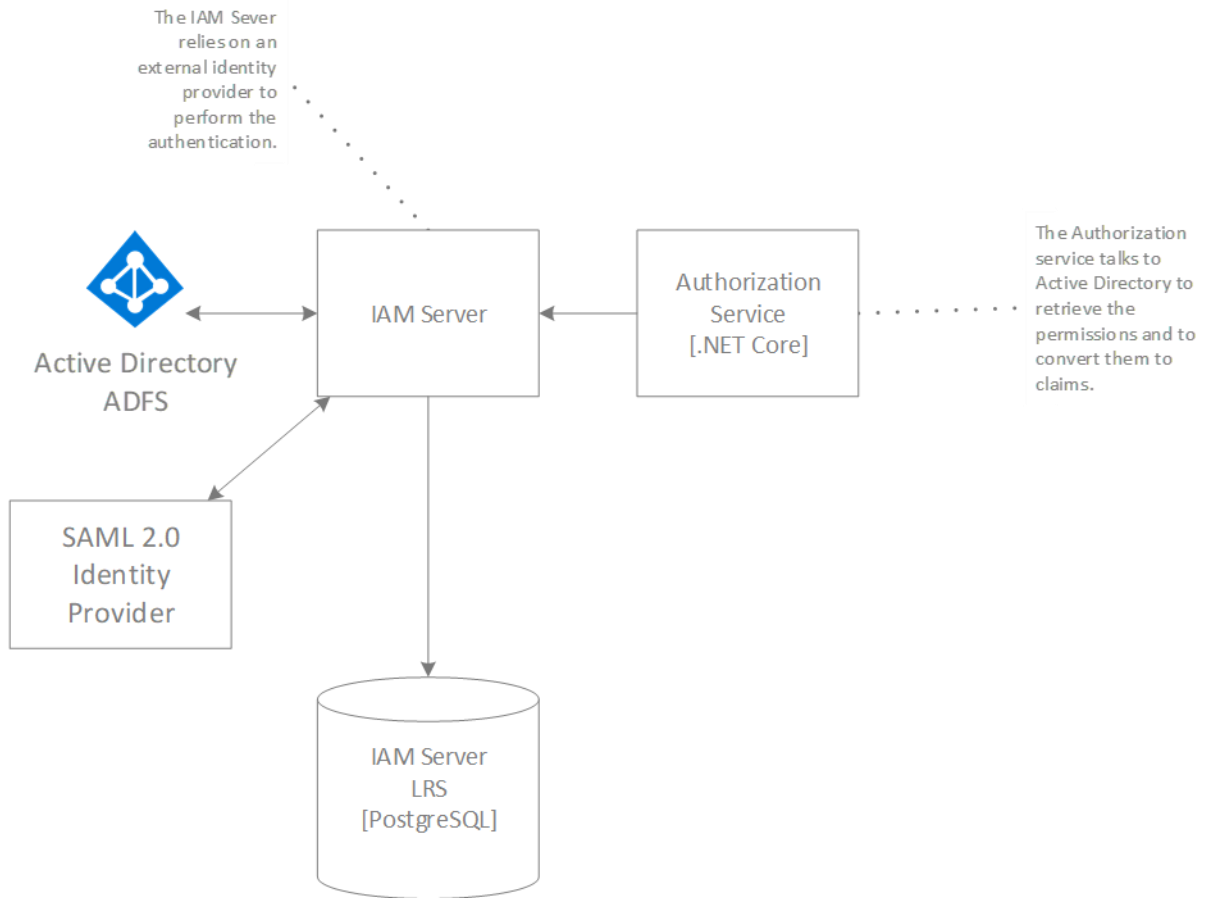 The IAM Sever
relies on an
external identity
provider to
perform the
authentication.
Active Directory
ADFS
IAM Server
Authorization
Service
[.NET Core]
The Authorization
service talks to
Active Directory to
retrieve the
permissions and to
convert them to
claims.
SAML 2.0
Identity
Provider
IAM Server
LRS
[PostgreSQL]